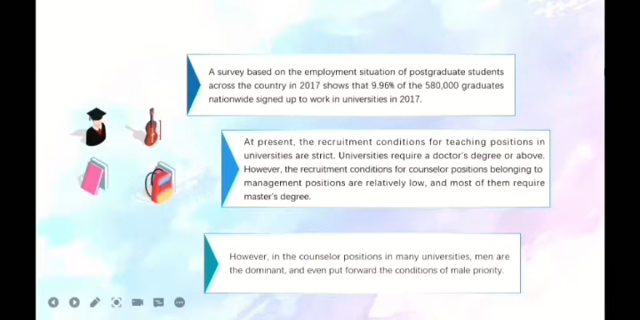 A survey based on the employment situation of postgraduate students
across the country in 2017 shows that 9.96% of the 580,000 graduates
nationwide signed up to work in universities in 2017.
At present, the recruitment conditions for teaching positions in
universities are strict. Universities require a doctor's degree or above.
However, the recruitment conditions for counselor positions belonging to
management positions are relatively low, and most of them require
master's degree.
However, in the counselor positions in many universities, men are
the dominant, and even put forward the conditions of male priority.